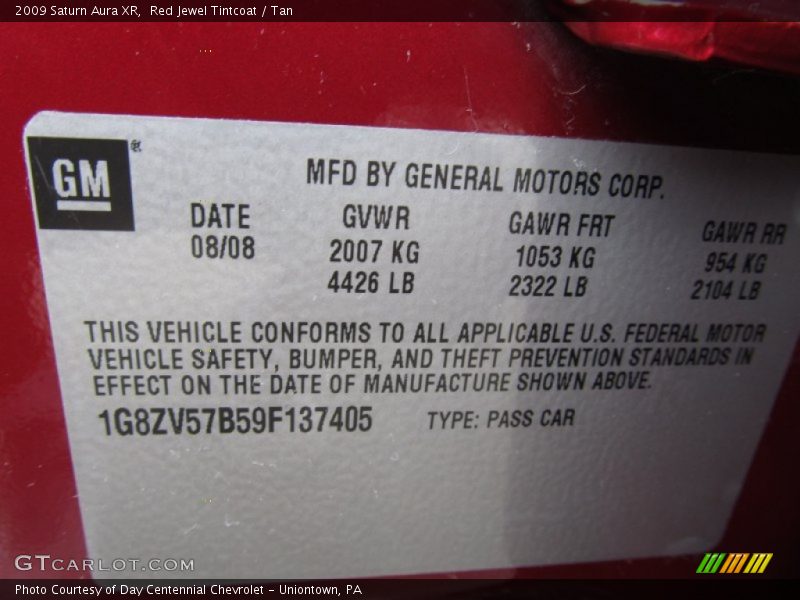 2009 Saturn Aura XR,  Red Jewel Tintcoat / Tan
GM
MFD BY GENERAL MOTORS CORP.
DATE GVWR GAWR FRT GAWR RR
08/08 2007 KG 1053 KG 954 KG
4426 LB 2322 LB 2104 LB
THIS VEHICLE CONFORMS TO ALL APPLICABLE U.S. FEDERAL MOTOR
VEHICLE SAFETY, BUMPER, AND THEFT PREVENTION STANDARDS IN
EFFECT ON THE DATE OF MANUFACTURE SHOWN ABOVE.
1G8ZV57B59F137405 TYPE: PASS CAR
GTCARLOT.COM
Photo Courtesy of Day Centennial Chevrolet - Uniontown, PA